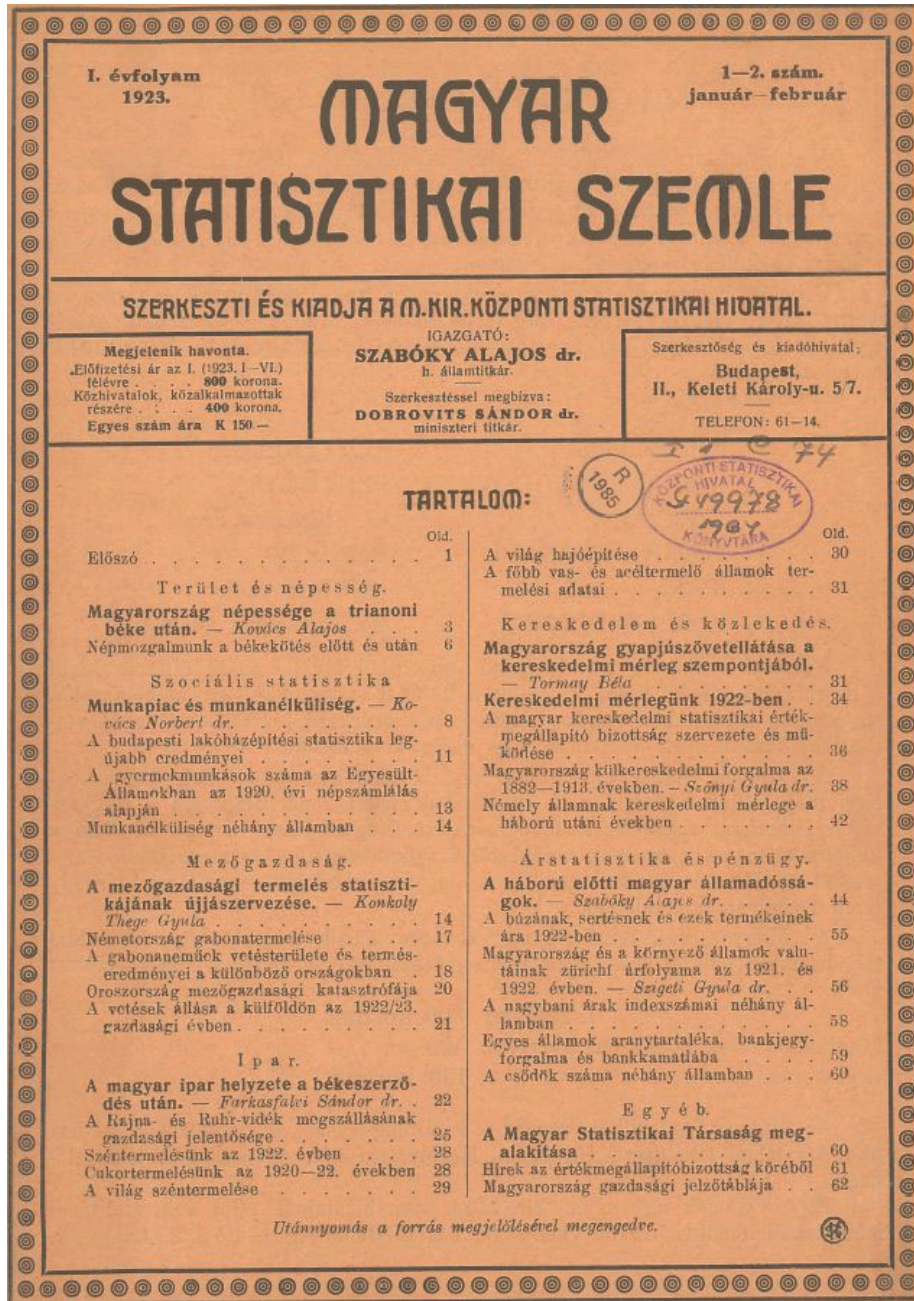 I. évfolyam
1923.
1—2. szám.
január—február
MAGYAR
STATISZTIKAI SZEMLE
SZERKESZTI ÉS KIADJA A M. KIR. KÖZPONTI STATISZTIKAI HIVATAL.
Megjelenik havonta.
Előfizetési ár az I. (1923. I—VI.)
félévre . . . . 800 korona.
Közhivatalok, közalkalmazottak
részére . . . . 400 korona.
Egyes szám ára K 150.—
IGAZGATÓ:
SZABÓKY ALAJOS dr.
h. államtitkár.
Szerkesztéssel megbízva:
DOBROVITS SÁNDOR dr.
miniszteri titkár.
Szerkesztőség és kiadóhivatal:
Budapest,
II., Keleti Károly-u. 5/7.
TELEFON: 61—14.
R
1985
KÖZPONTI STATISZTIKAI
HIVATAL
49978
KÖNYVTÁRA
TARTALOM:
Old.
Előszó . . . . . . . . . . . . . . 1
Terület és népesség.
Magyarország népessége a trianoni
béke után. — Kovács Alajos . . . 3
Népmozgalmunk a békekötés előtt és után 6
Szociális statisztika
Munkapiac és munkanélküliség. — Ko-
vács Norbert dr. . . . . . . . . 8
A budapesti lakóházépítési statisztika leg-
újabb eredményei . . . . . . . . 11
A gyermekmunkások száma az Egyesült-
Államokban az 1920. évi népszámlálás
alapján . . . . . . . . . . . . 13
Munkanélküliség néhány államban . . . 14
Mezőgazdaság.
A mezőgazdasági termelés statiszti-
kájának újjászervezése. — Konkoly
Thege Gyula . . . . . . . . . . 14
Németország gabonatermelése . . . . 17
A gabonaneműek vetésterülete és termés-
eredményei a különböző országokban . 18
Oroszország mezőgazdasági katasztrófája 20
A vetések állása a külföldön az 1922/23.
gazdasági évben . . . . . . . . . 21
Ipar.
A magyar ipar helyzete a békeszerző-
dés után. — Farkasfalvi Sándor dr. . 22
A Rajna- és Ruhr-vidék megszállásának
gazdasági jelentősége . . . . . . . 25
Széntermelésünk az 1922. évben . . . 28
Cukortermelésünk az 1920—22. években 28
A világ széntermelése . . . . . . . 29
Old.
A világ hajóépítése . . . . . . . . . 30
A főbb vas- és acéltermelő államok ter-
melési adatai . . . . . . . . . . 31
Kereskedelem és közlekedés.
Magyarország gyapjúszövetellátása a
kereskedelmi mérleg szempontjából.
— Tormay Béla . . . . . . . . . 31
Kereskedelmi mérlegünk 1922-ben . . 34
A magyar kereskedelmi statisztikai érték-
megállapító bizottság szervezete és mű-
ködése . . . . . . . . . . . . . 36
Magyarország külkereskedelmi forgalma az
1882—1913. években. — Szőnyi Gyula dr. 38
Némely államnak kereskedelmi mérlege a
háború utáni években . . . . . . . 42
Árstatisztika és pénzügy.
A háború előtti magyar államadóssá-
gok. — Szabóky Alajos dr. . . . . . 44
A búzának, sertésnek és ezek termékeinek
ára 1922-ben . . . . . . . . . . 55
Magyarország és a környező államok valu-
táinak zürichi árfolyama az 1921. és
1922. évben. — Szigeti Gyula dr. . . 56
A nagybani árak indexszámai néhány ál-
lamban . . . . . . . . . . . . . 58
Egyes államok aranytartaléka, bankjegy-
forgalma és bankkamatlába . . . . 59
A csődök száma néhány államban . . . 60
Egyéb.
A Magyar Statisztikai Társaság meg-
alakítása . . . . . . . . . . . . 60
Hírek az értékmegállapítóbizottság köréből 61
Magyarország gazdasági jelzőtáblája . . 62
Utánnyomás a forrás megjelölésével megengedve.